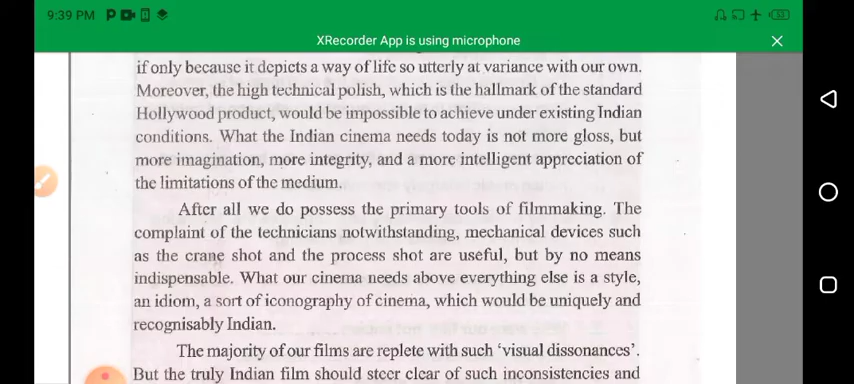 9:39 PM
33
XRecorder App is using microphone
if only because it depicts a way of life so utterly at variance with our own.
Moreover, the high technical polish, which is the hallmark of the standard
Hollywood product, would be impossible to achieve under existing Indian
conditions. What the Indian cinema needs today is not more gloss, but
more imagination, more integrity, and a more intelligent appreciation of
the limitations of the medium.
After all we do possess the primary tools of filmmaking. The
complaint of the technicians notwithstanding, mechanical devices such
as the crane shot and the process shot are useful, but by no means
indispensable. What our cinema needs above everything else is a style,
an idiom, a sort of iconography of cinema, which would be uniquely and
recognisably Indian.
The majority of our films are replete with such ‘visual dissonances’.
But the truly Indian film should steer clear of such inconsistencies and